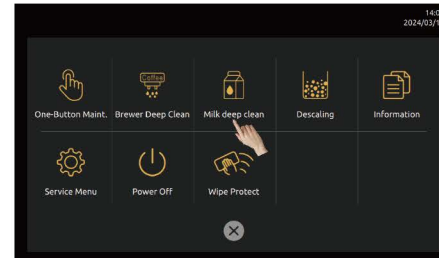 14:0
2024/03/1
Coffee
One-Button Maint. Brewer Deep Clean Milk deep clean Descaling Information
Service Menu Power Off Wipe Protect